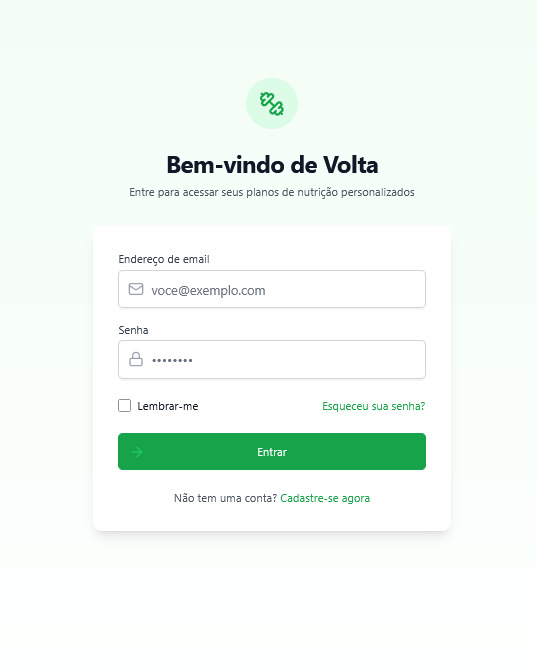 Bem-vindo de Volta
Entre para acessar seus planos de nutrição personalizados
Endereço de email
voce@exemplo.com
Senha
••••••••
Lembrar-me
Esqueceu sua senha?
Entrar
Não tem uma conta? Cadastre-se agora